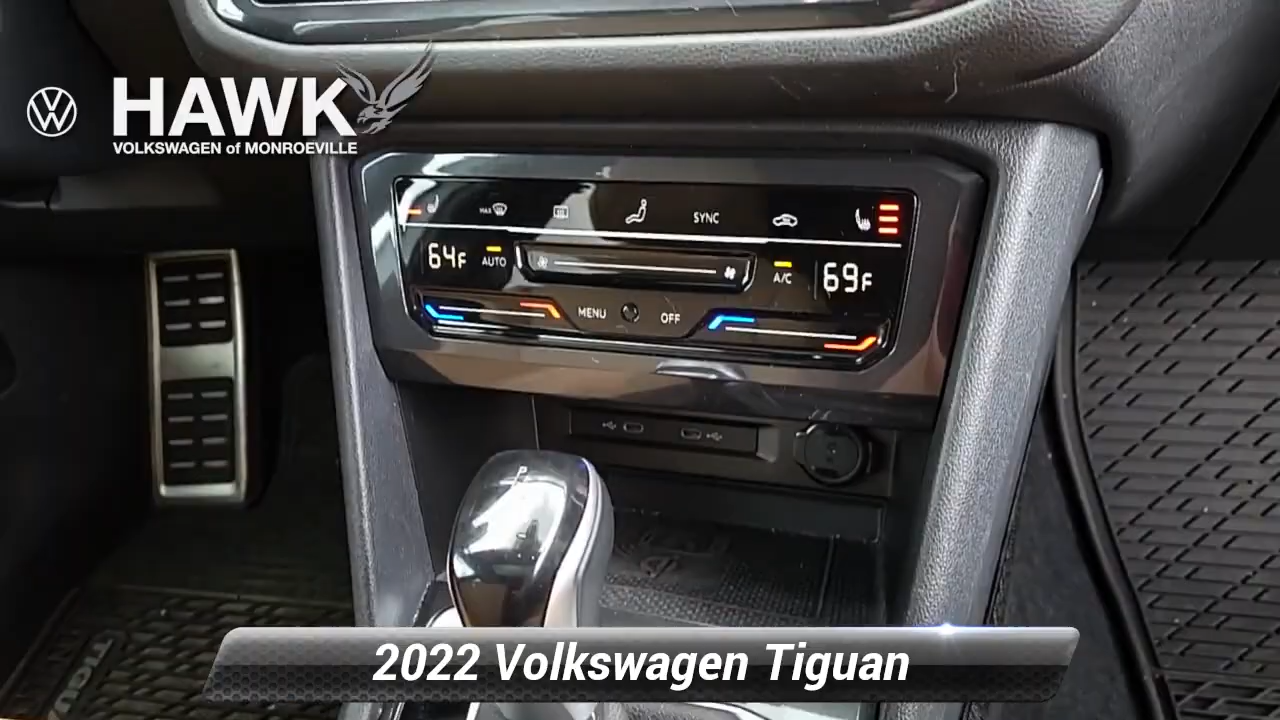 HAWK
VOLKSWAGEN of MONROEVILLE
MAX
SYNC
64F
AUTO
A/C
69F
MENU
OFF
P
2022 Volkswagen Tiguan